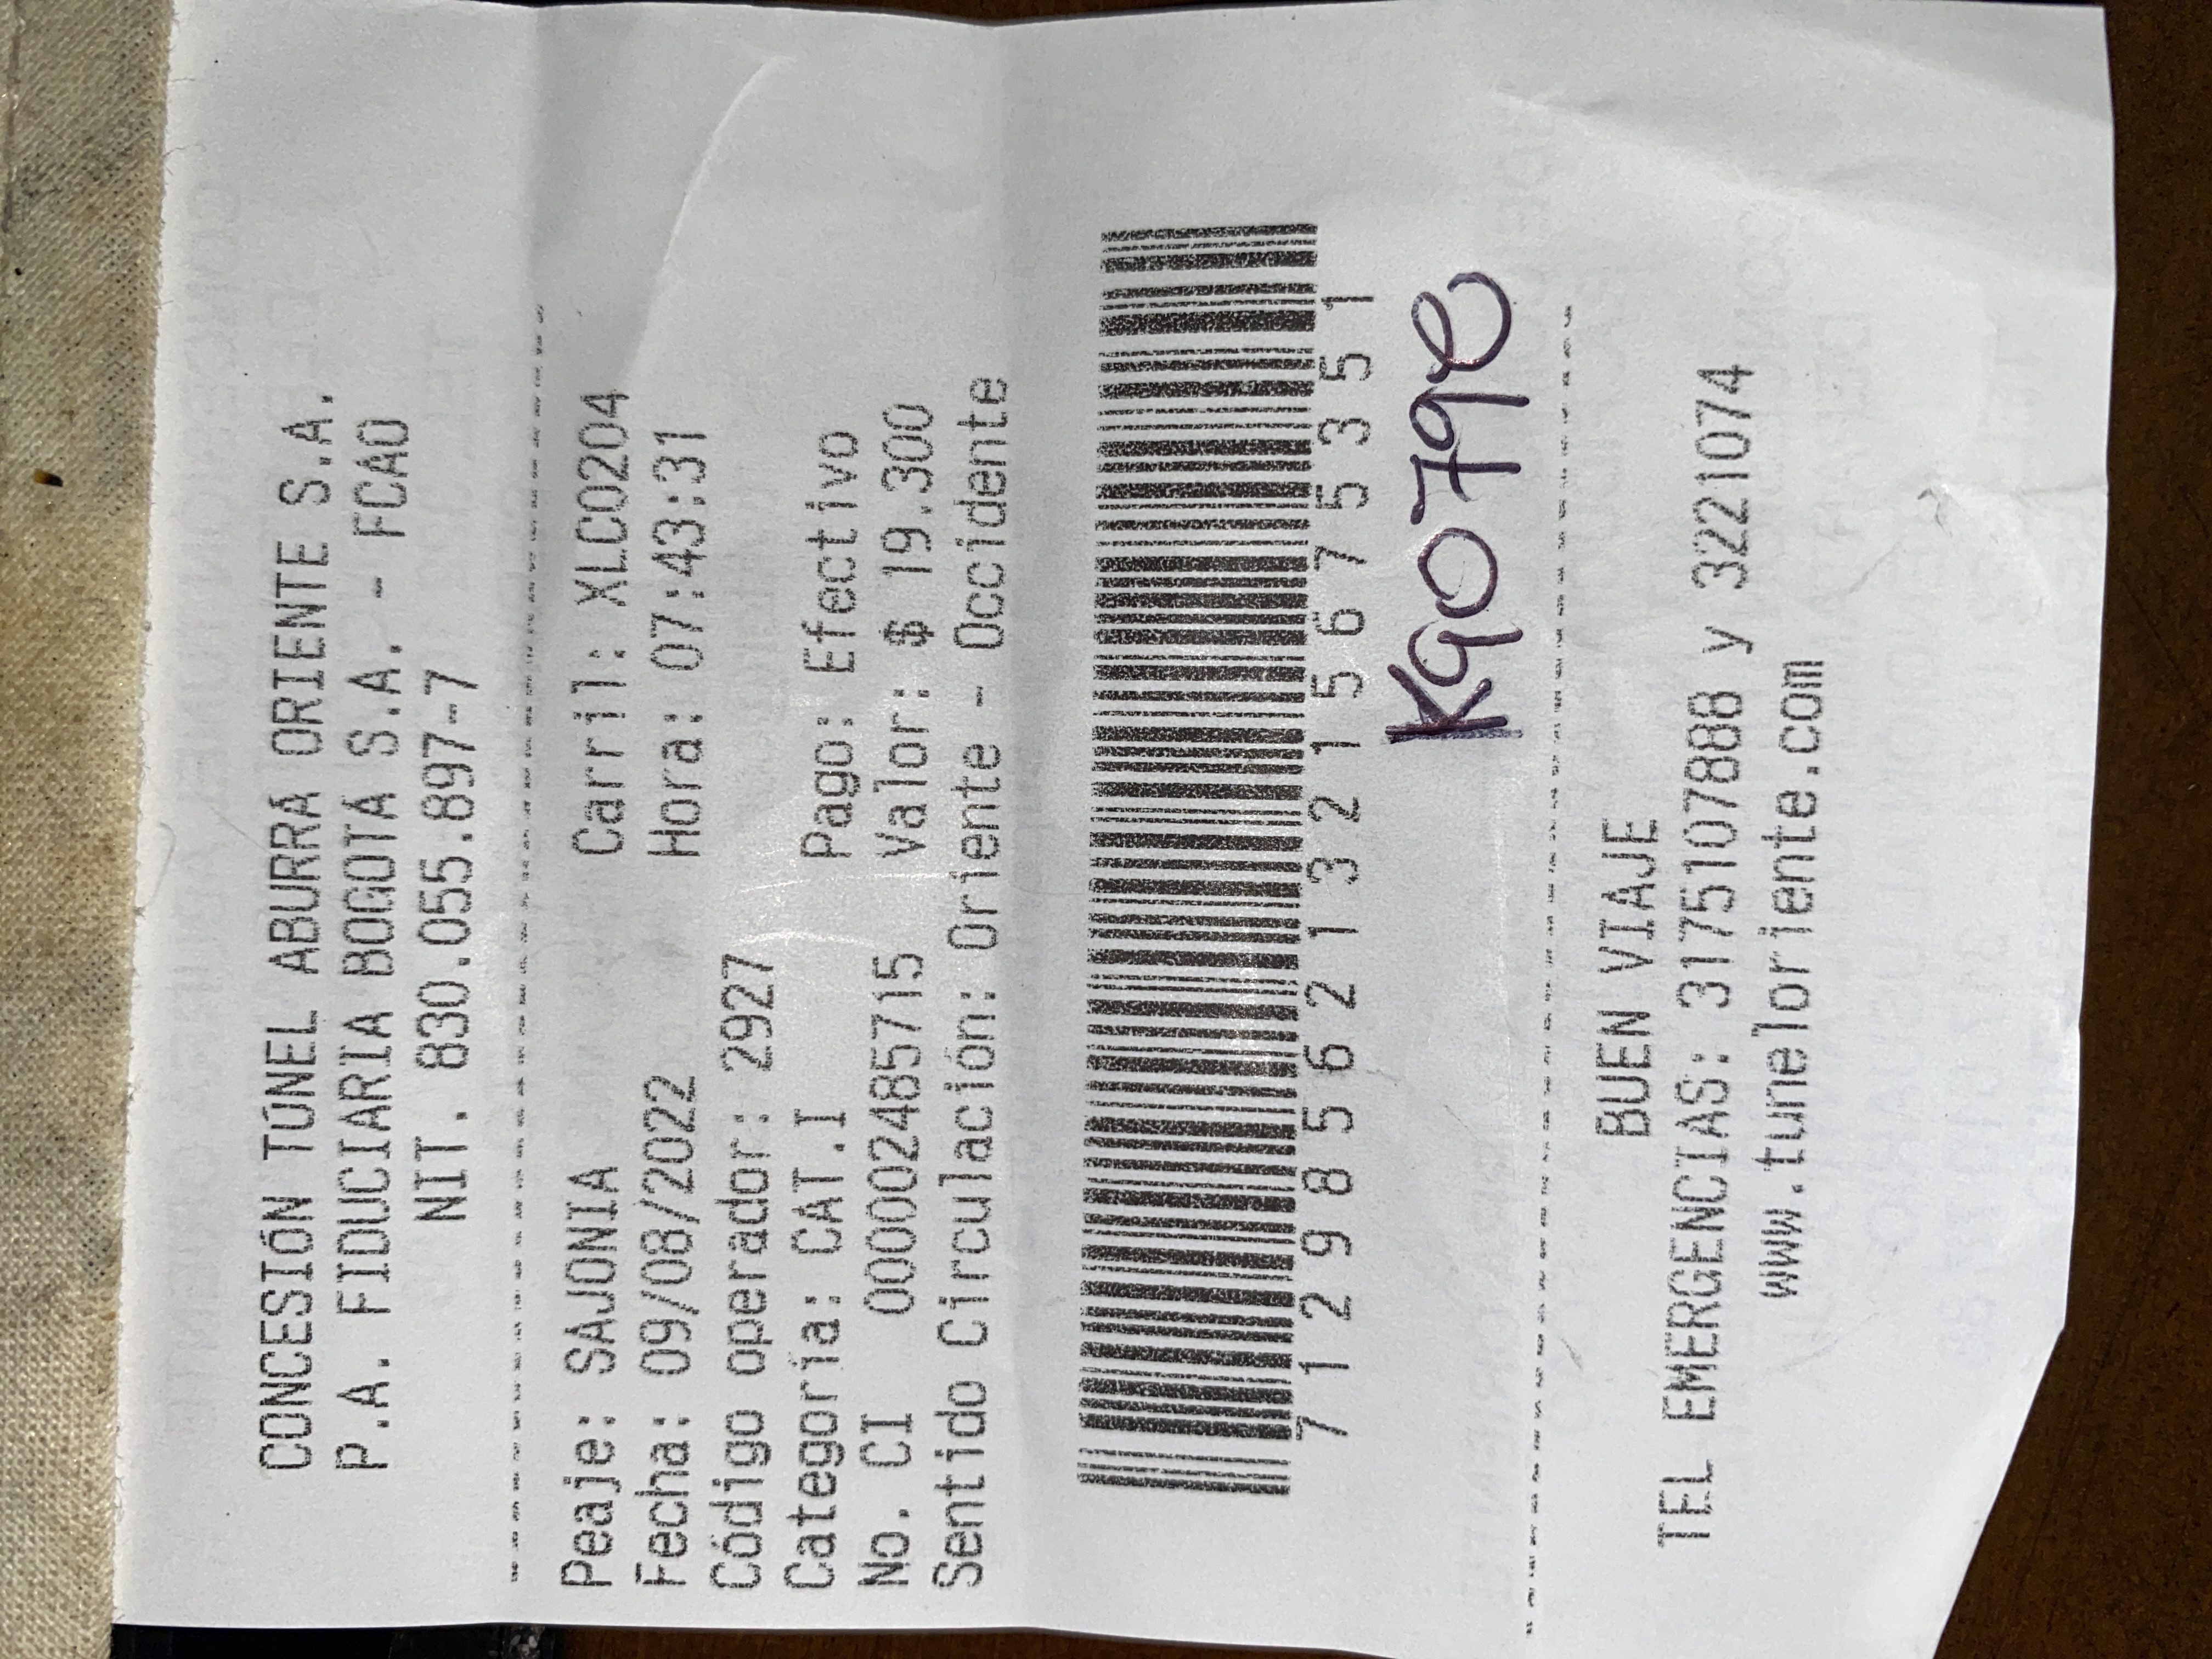 CONCESIÓN TÚNEL ABURRÁ ORIENTE S.A.
P.A. FIDUCIARIA BOGOTÁ S.A. - FCAO
NIT. 830.055.897-7
Peaje: SAJONIA Carril: XLC0204
Fecha: 09/08/2022 Hora: 07:43:31
Código operador: 2927
Categoría: CAT.I Pago: Efectivo
No. CI 00002485715 Valor: $ 19.300
Sentido Circulación: Oriente - Occidente
7129856213215675351
BUEN VIAJE
TEL EMERGENCIAS: 3175107888 y 3221074
www.tuneloriente.com